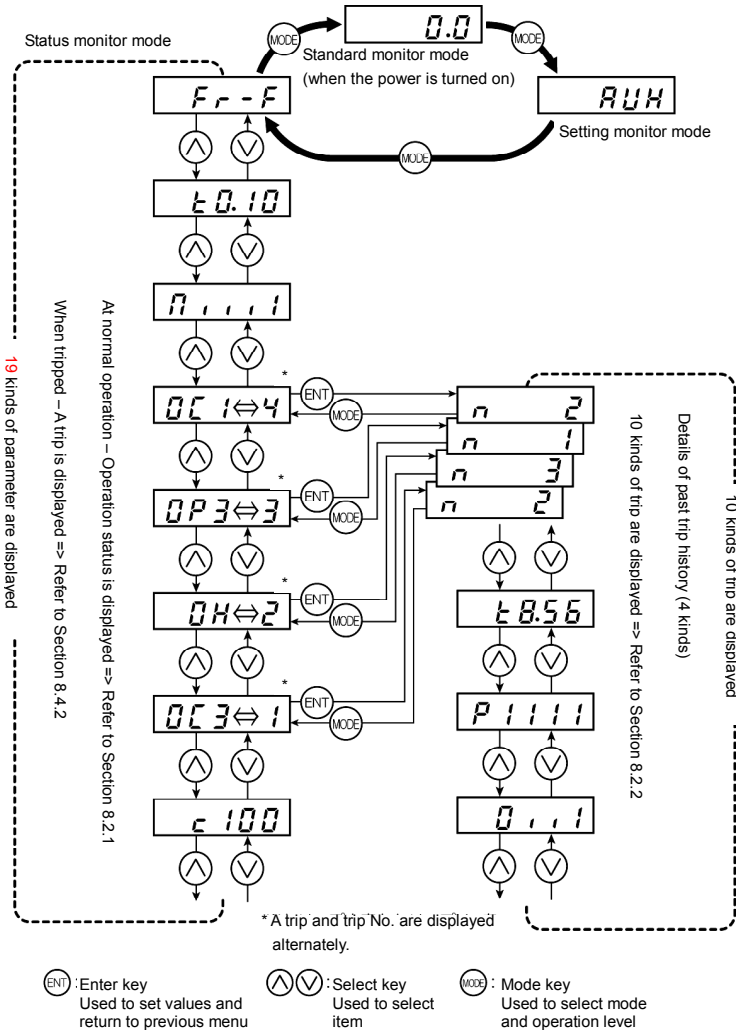 MODE
0.0
MODE
Status monitor mode
Standard monitor mode
(when the power is turned on)
Fr-F
AUH
Setting monitor mode
MODE
t0.10
19 kinds of parameter are displayed
When tripped – A trip is displayed => Refer to Section 8.4.2
At normal operation – Operation status is displayed => Refer to Section 8.2.1
*
OC1⇔4
ENT
MODE
n 2
n 1
n 3
n 2
*
OP3⇔3
ENT
MODE
*
OH⇔2
ENT
MODE
*
OC3⇔1
ENT
MODE
c 100
t8.56
P1111
10 kinds of trip are displayed => Refer to Section 8.2.2
Details of past trip history (4 kinds)
10 kinds of trip are displayed
* A trip and trip No. are displayed
alternately.
ENT : Enter key
Used to set values and
return to previous menu
: Select key
Used to select
item
MODE : Mode key
Used to select mode
and operation level